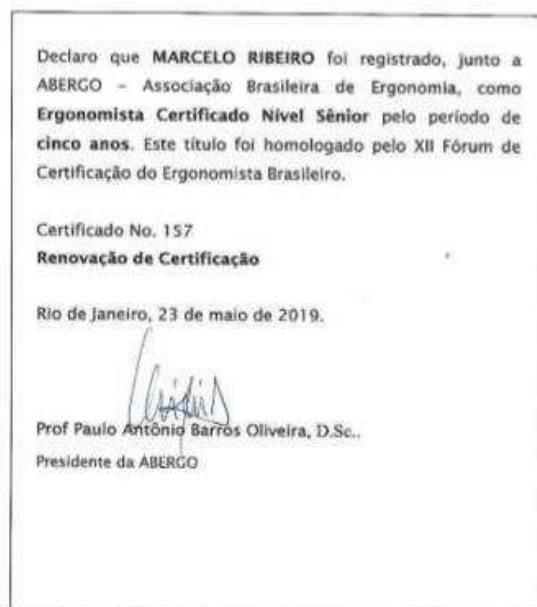 Declaro que MARCELO RIBEIRO foi registrado, junto a
ABERGO – Associação Brasileira de Ergonomia, como
Ergonomista Certificado Nível Sênior pelo período de
cinco anos. Este título foi homologado pelo XII Fórum de
Certificação do Ergonomista Brasileiro.
Certificado No. 157
Renovação de Certificação
Rio de Janeiro, 23 de maio de 2019.
Prof Paulo Antônio Barros Oliveira, D.Sc..
Presidente da ABERGO